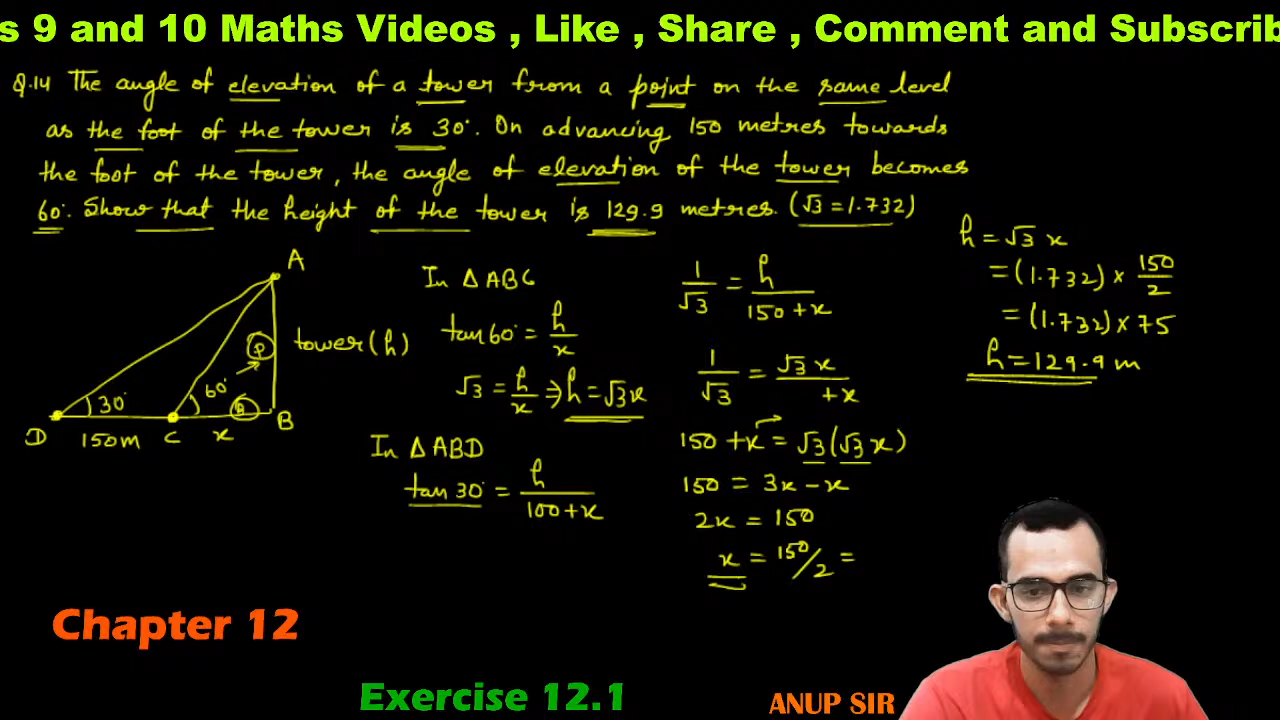 s 9 and 10 Maths Videos , Like , Share , Comment and Subscrib
Q.14 The angle of elevation of a tower from a point on the same level
as the foot of the tower is 30°. On advancing 150 metres towards
the foot of the tower, the angle of elevation of the tower becomes
60°. Show that the height of the tower is 129.9 metres. (√3 = 1.732)
A
tower (h)
P
60°
30°
B
D
150m
C
x
B
In △ ABC
tan 60° = h/x
√3 = h/x ⇒ h = √3x
In △ ABD
tan 30° = h/100+x
1/√3 = h/150+x
1/√3 = √3 x/+x
150 + x = √3(√3 x)
150 = 3x - x
2x = 150
x = 150/2 =
h = √3 x
= (1.732) × 150/2
= (1.732) × 75
h = 129.9 m
Chapter 12
Exercise 12.1
ANUP SIR